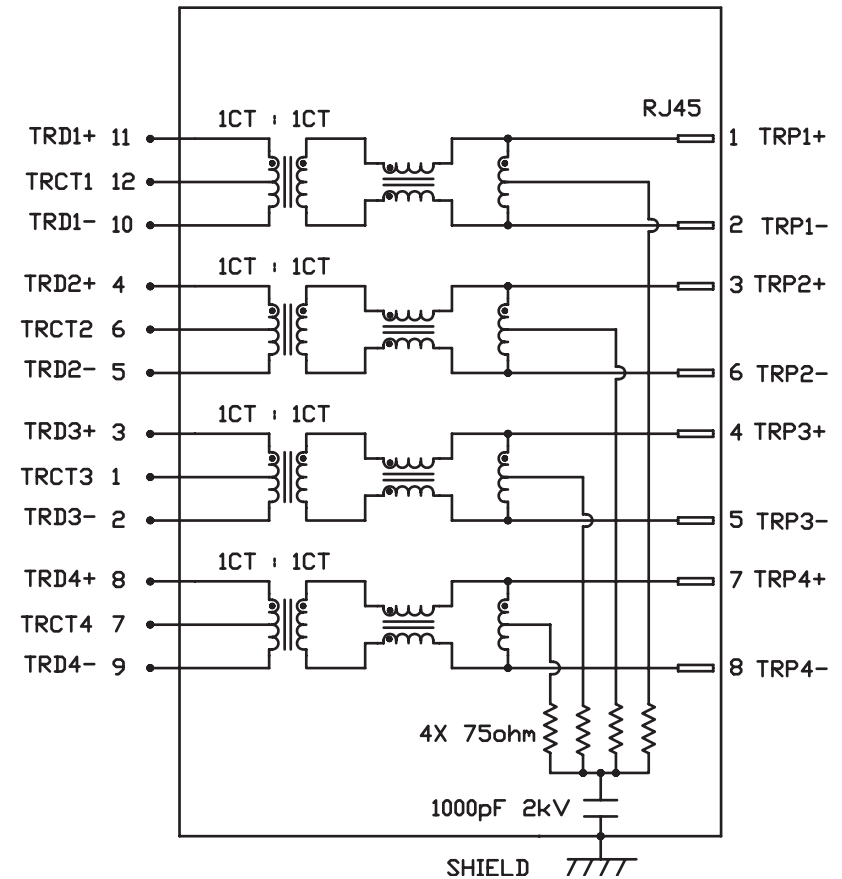 RJ45
1CT : 1CT
TRD1+ 11
1 TRP1+
TRCT1 12
TRD1- 10
2 TRP1-
1CT : 1CT
TRD2+ 4
3 TRP2+
TRCT2 6
TRD2- 5
6 TRP2-
1CT : 1CT
TRD3+ 3
4 TRP3+
TRCT3 1
TRD3- 2
5 TRP3-
1CT : 1CT
TRD4+ 8
7 TRP4+
TRCT4 7
TRD4- 9
8 TRP4-
4X 75ohm
1000pF 2kV
SHIELD